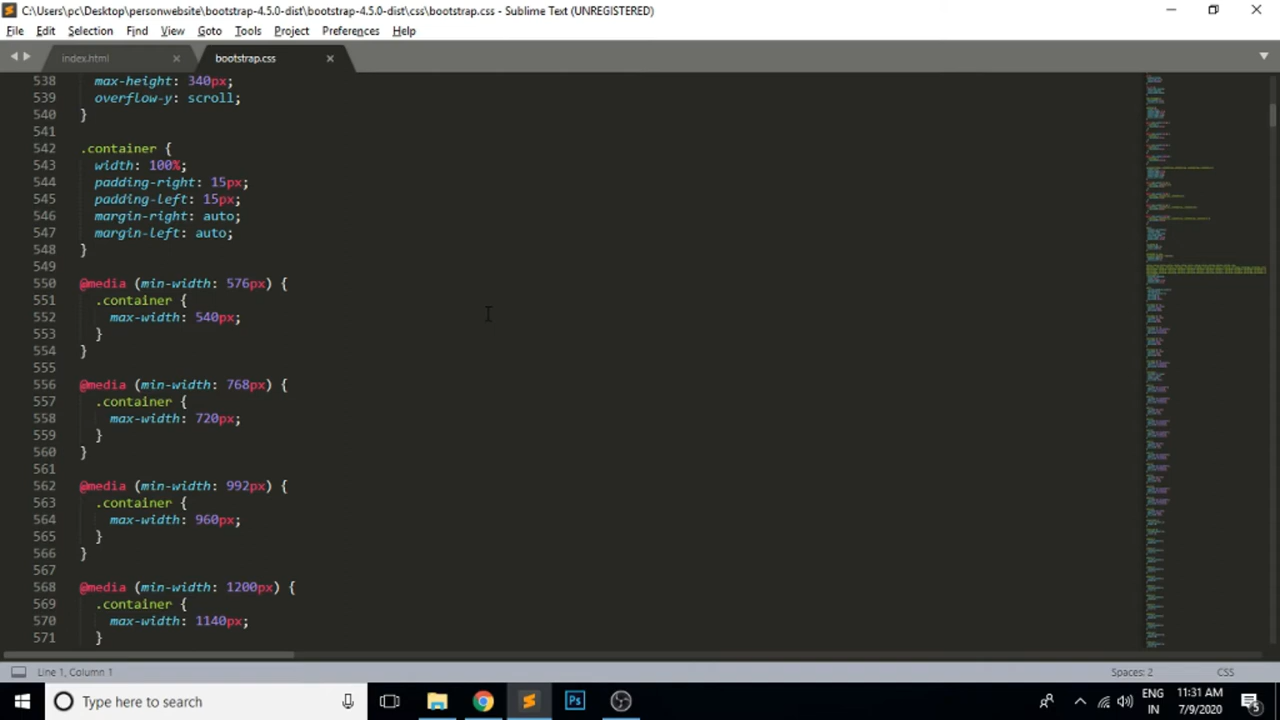 C:\Users\pc\Desktop\personwebsite\bootstrap-4.5.0-dist\bootstrap-4.5.0-dist\css\bootstrap.css - Sublime Text (UNREGISTERED)
File Edit Selection Find View Goto Tools Project Preferences Help
index.html bootstrap.css
538 max-height: 340px;
539 overflow-y: scroll;
540 }
541
542 .container {
543 width: 100%;
544 padding-right: 15px;
545 padding-left: 15px;
546 margin-right: auto;
547 margin-left: auto;
548 }
549
550 @media (min-width: 576px) {
551 .container {
552 max-width: 540px;
553 }
554 }
555
556 @media (min-width: 768px) {
557 .container {
558 max-width: 720px;
559 }
560 }
561
562 @media (min-width: 992px) {
563 .container {
564 max-width: 960px;
565 }
566 }
567
568 @media (min-width: 1200px) {
569 .container {
570 max-width: 1140px;
571 }
Line 1, Column 1 Spaces: 2 CSS
Type here to search Ps ENG 11:31 AM
IN 7/9/2020 5